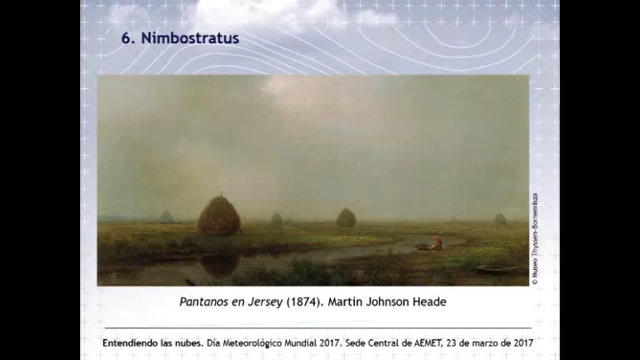 6. Nimbostratus
© Museo Thyssen-Bornemisza
Pantanos en Jersey (1874). Martin Johnson Heade
Entendiendo las nubes. Día Meteorológico Mundial 2017. Sede Central de AEMET, 23 de marzo de 2017